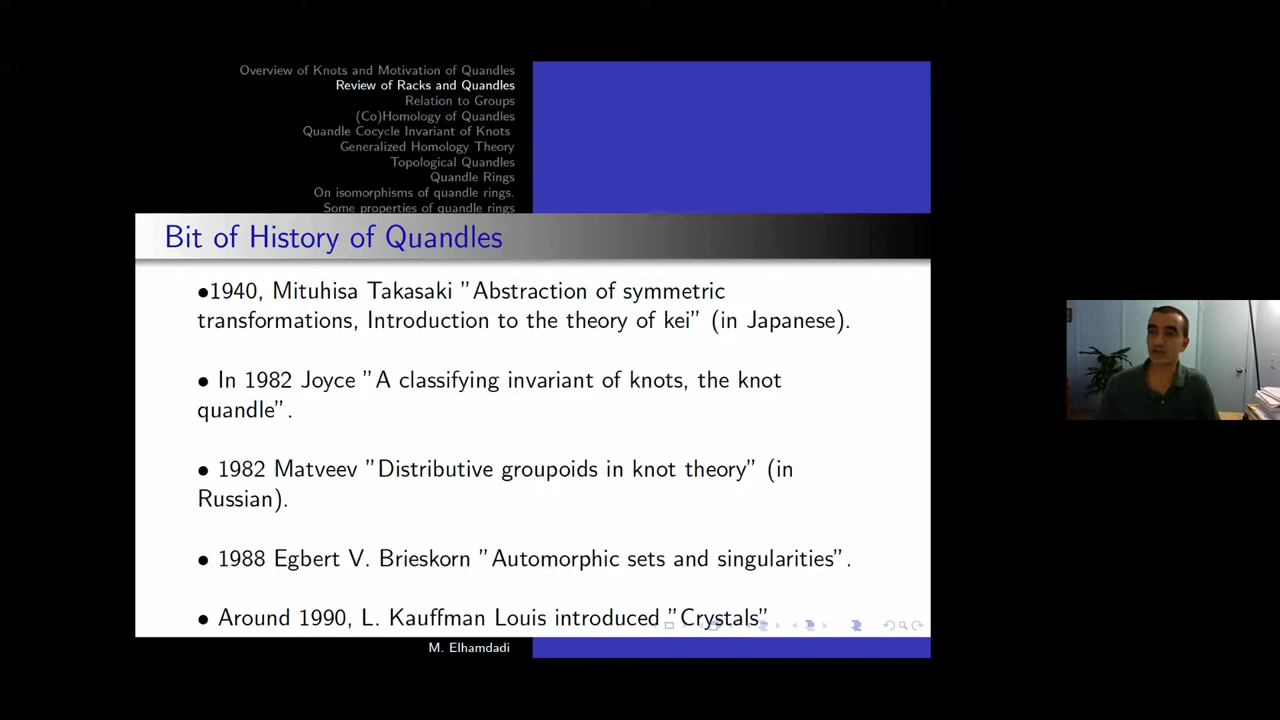 Overview of Knots and Motivation of Quandles
Review of Racks and Quandles
Relation to Groups
(Co)Homology of Quandles
Quandle Cocycle Invariant of Knots
Generalized Homology Theory
Topological Quandles
Quandle Rings
On isomorphisms of quandle rings.
Some properties of quandle rings
Bit of History of Quandles
•1940, Mituhisa Takasaki "Abstraction of symmetric
transformations, Introduction to the theory of kei" (in Japanese).
• In 1982 Joyce "A classifying invariant of knots, the knot
quandle".
• 1982 Matveev "Distributive groupoids in knot theory" (in
Russian).
• 1988 Egbert V. Brieskorn "Automorphic sets and singularities".
• Around 1990, L. Kauffman Louis introduced "Crystals"
M. Elhamdadi